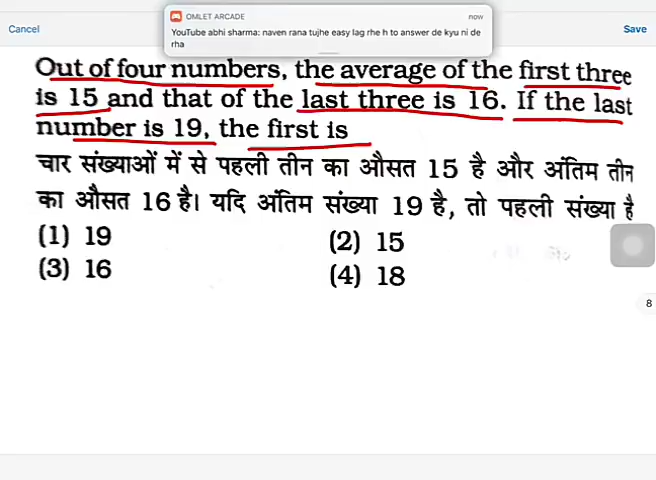 OMLET ARCADE
now
Cancel
YouTube abhi sharma: naven rana tujhe easy lag rhe h to answer de kyu ni de
rha
Save
Out of four numbers, the average of the first three
is 15 and that of the last three is 16. If the last
number is 19, the first is
चार संख्याओं में से पहली तीन का औसत 15 है और अंतिम तीन
का औसत 16 है। यदि अंतिम संख्या 19 है, तो पहली संख्या है
(1) 19
(2) 15
(3) 16
(4) 18
8